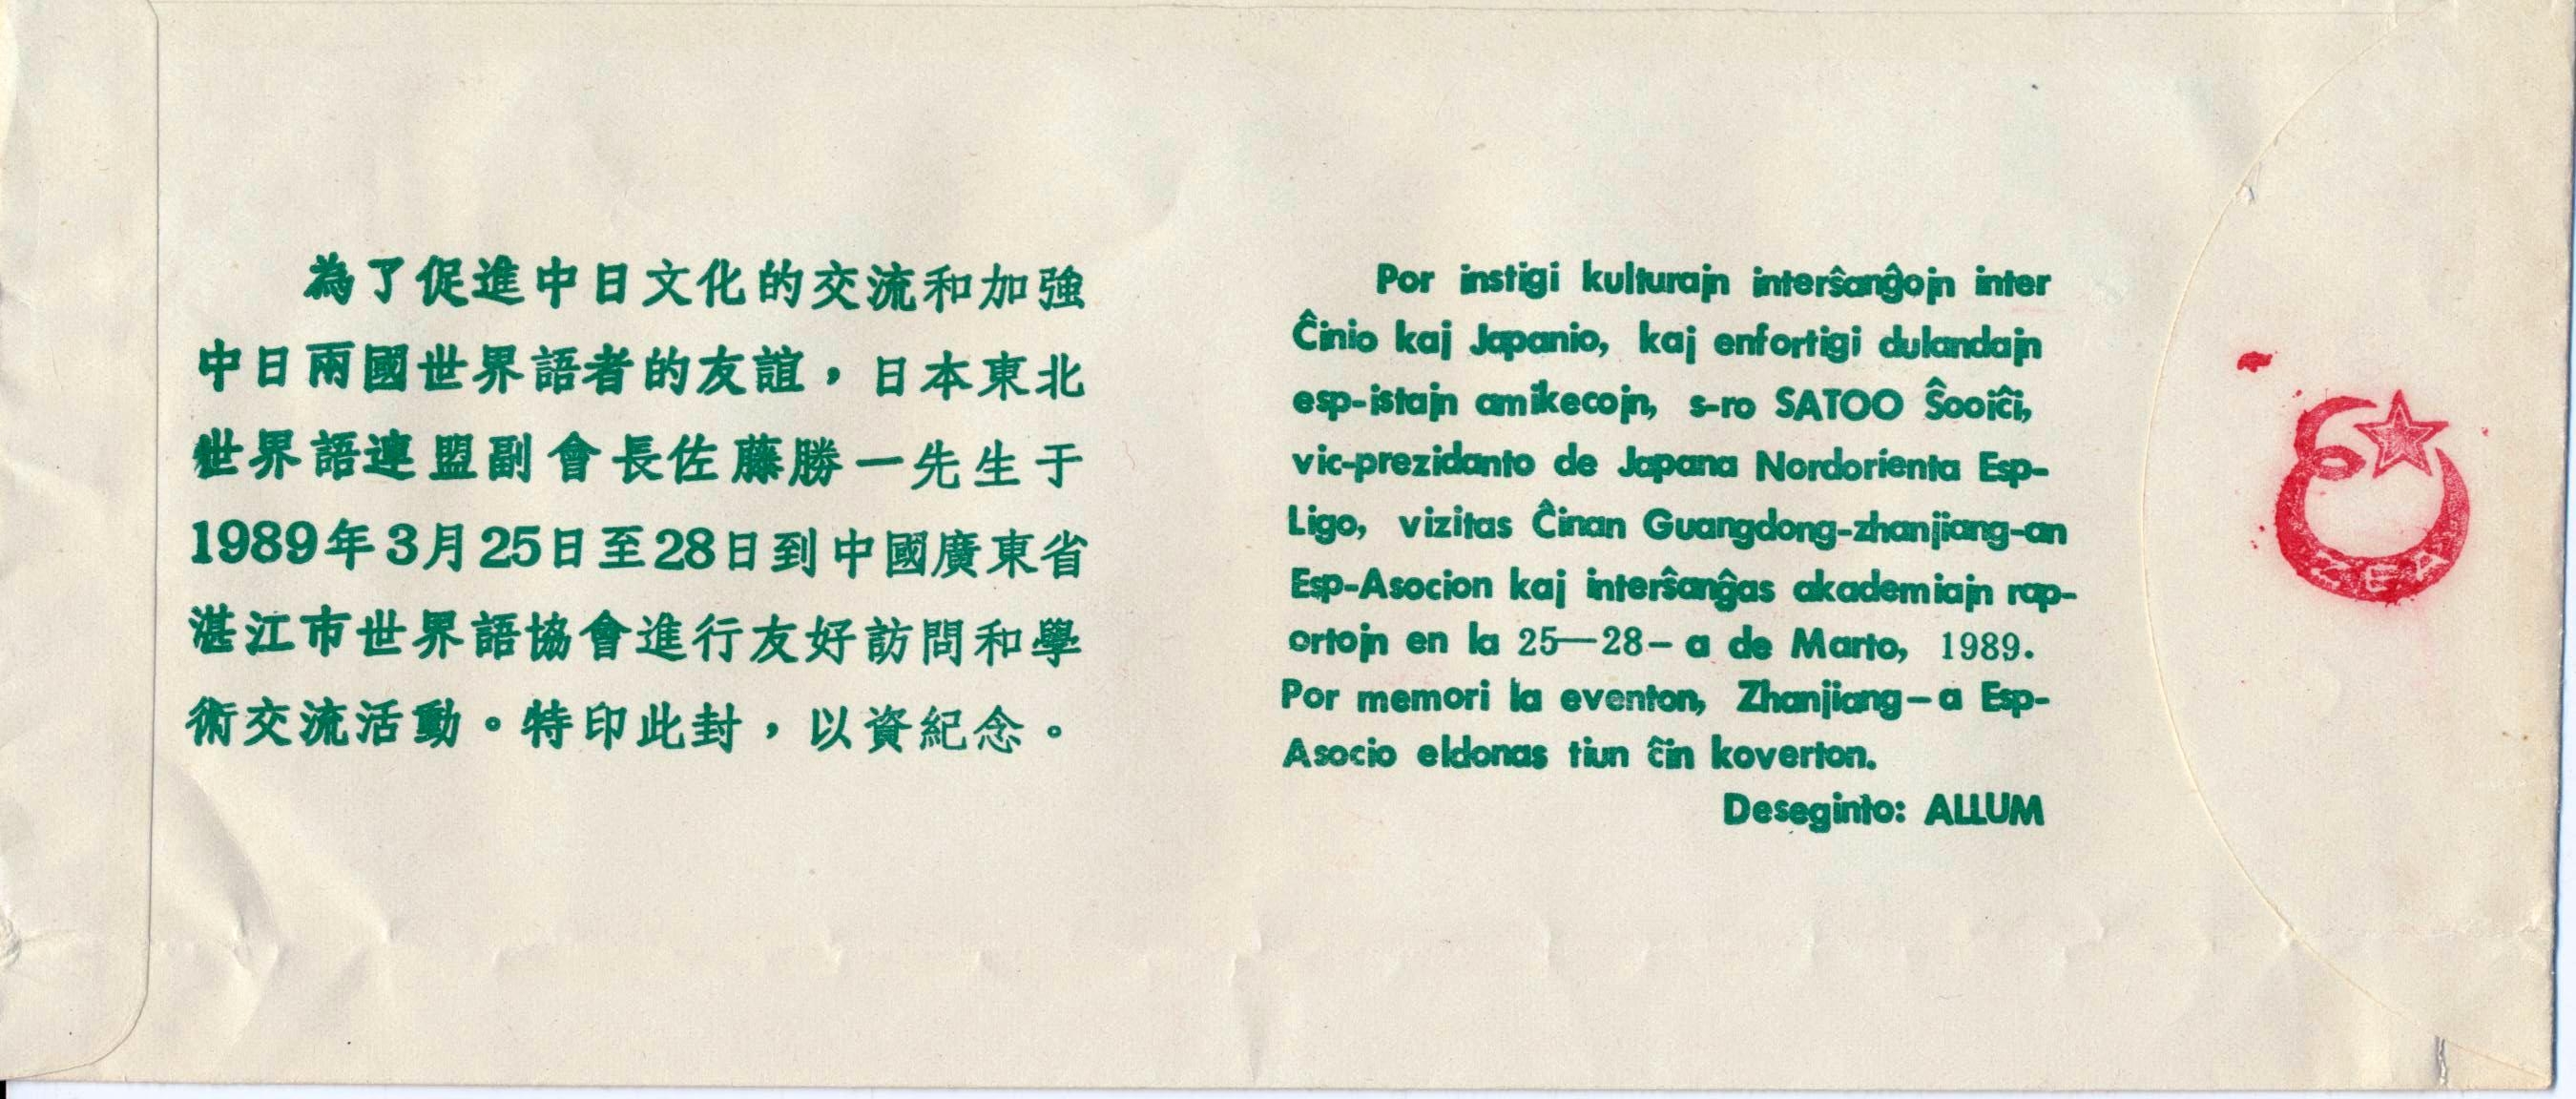 為了促進中日文化的交流和加強
中日兩國世界語者的友誼，日本東北
世界語連盟副會長佐藤勝一先生于
1989年3月25日至28日到中國廣東省
湛江市世界語協會進行友好訪問和學
術交流活動。特印此封，以資紀念。
Por instigi kulturajn interŝanĝojn inter
Ĉinio kaj Japanio, kaj enfortigi dulandajn
esp-istajn amikecojn, s-ro SATOO Ŝooiĉi,
vic-prezidanto de Japana Nordorienta Esp-
Ligo, vizitas Ĉinan Guangdong-zhanjiang-an
Esp-Asocion kaj interŝanĝas akademiajn rap-
ortojn en la 25—28-a de Marto, 1989.
Por memori la eventon, Zhanjiang-a Esp-
Asocio eldonas tiun ĉin koverton.
Deseginto: ALLUM